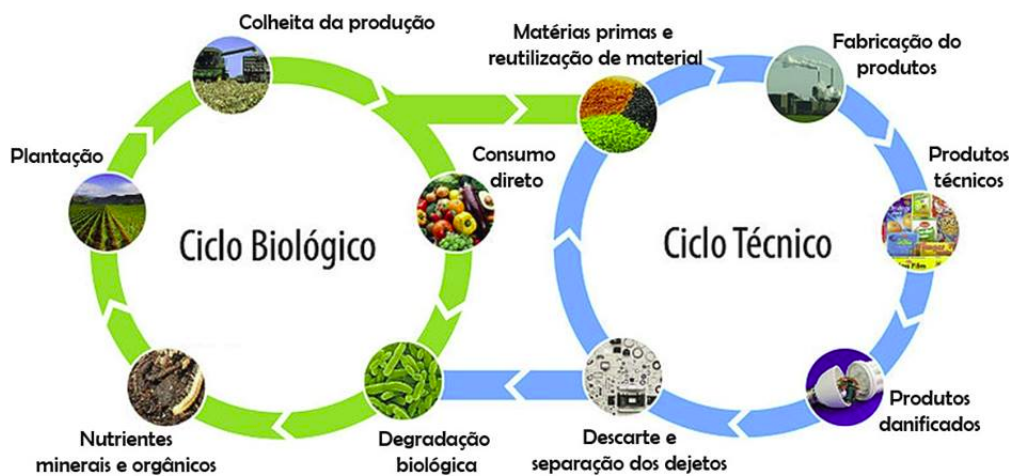 Colheita da produção
Matérias primas e
reutilização de material
Fabricação do
produtos
Plantação
Consumo
direto
Produtos
técnicos
Ciclo Biológico
Ciclo Técnico
Nutrientes
minerais e orgânicos
Degradação
biológica
Descarte e
separação dos dejetos
Produtos
danificados